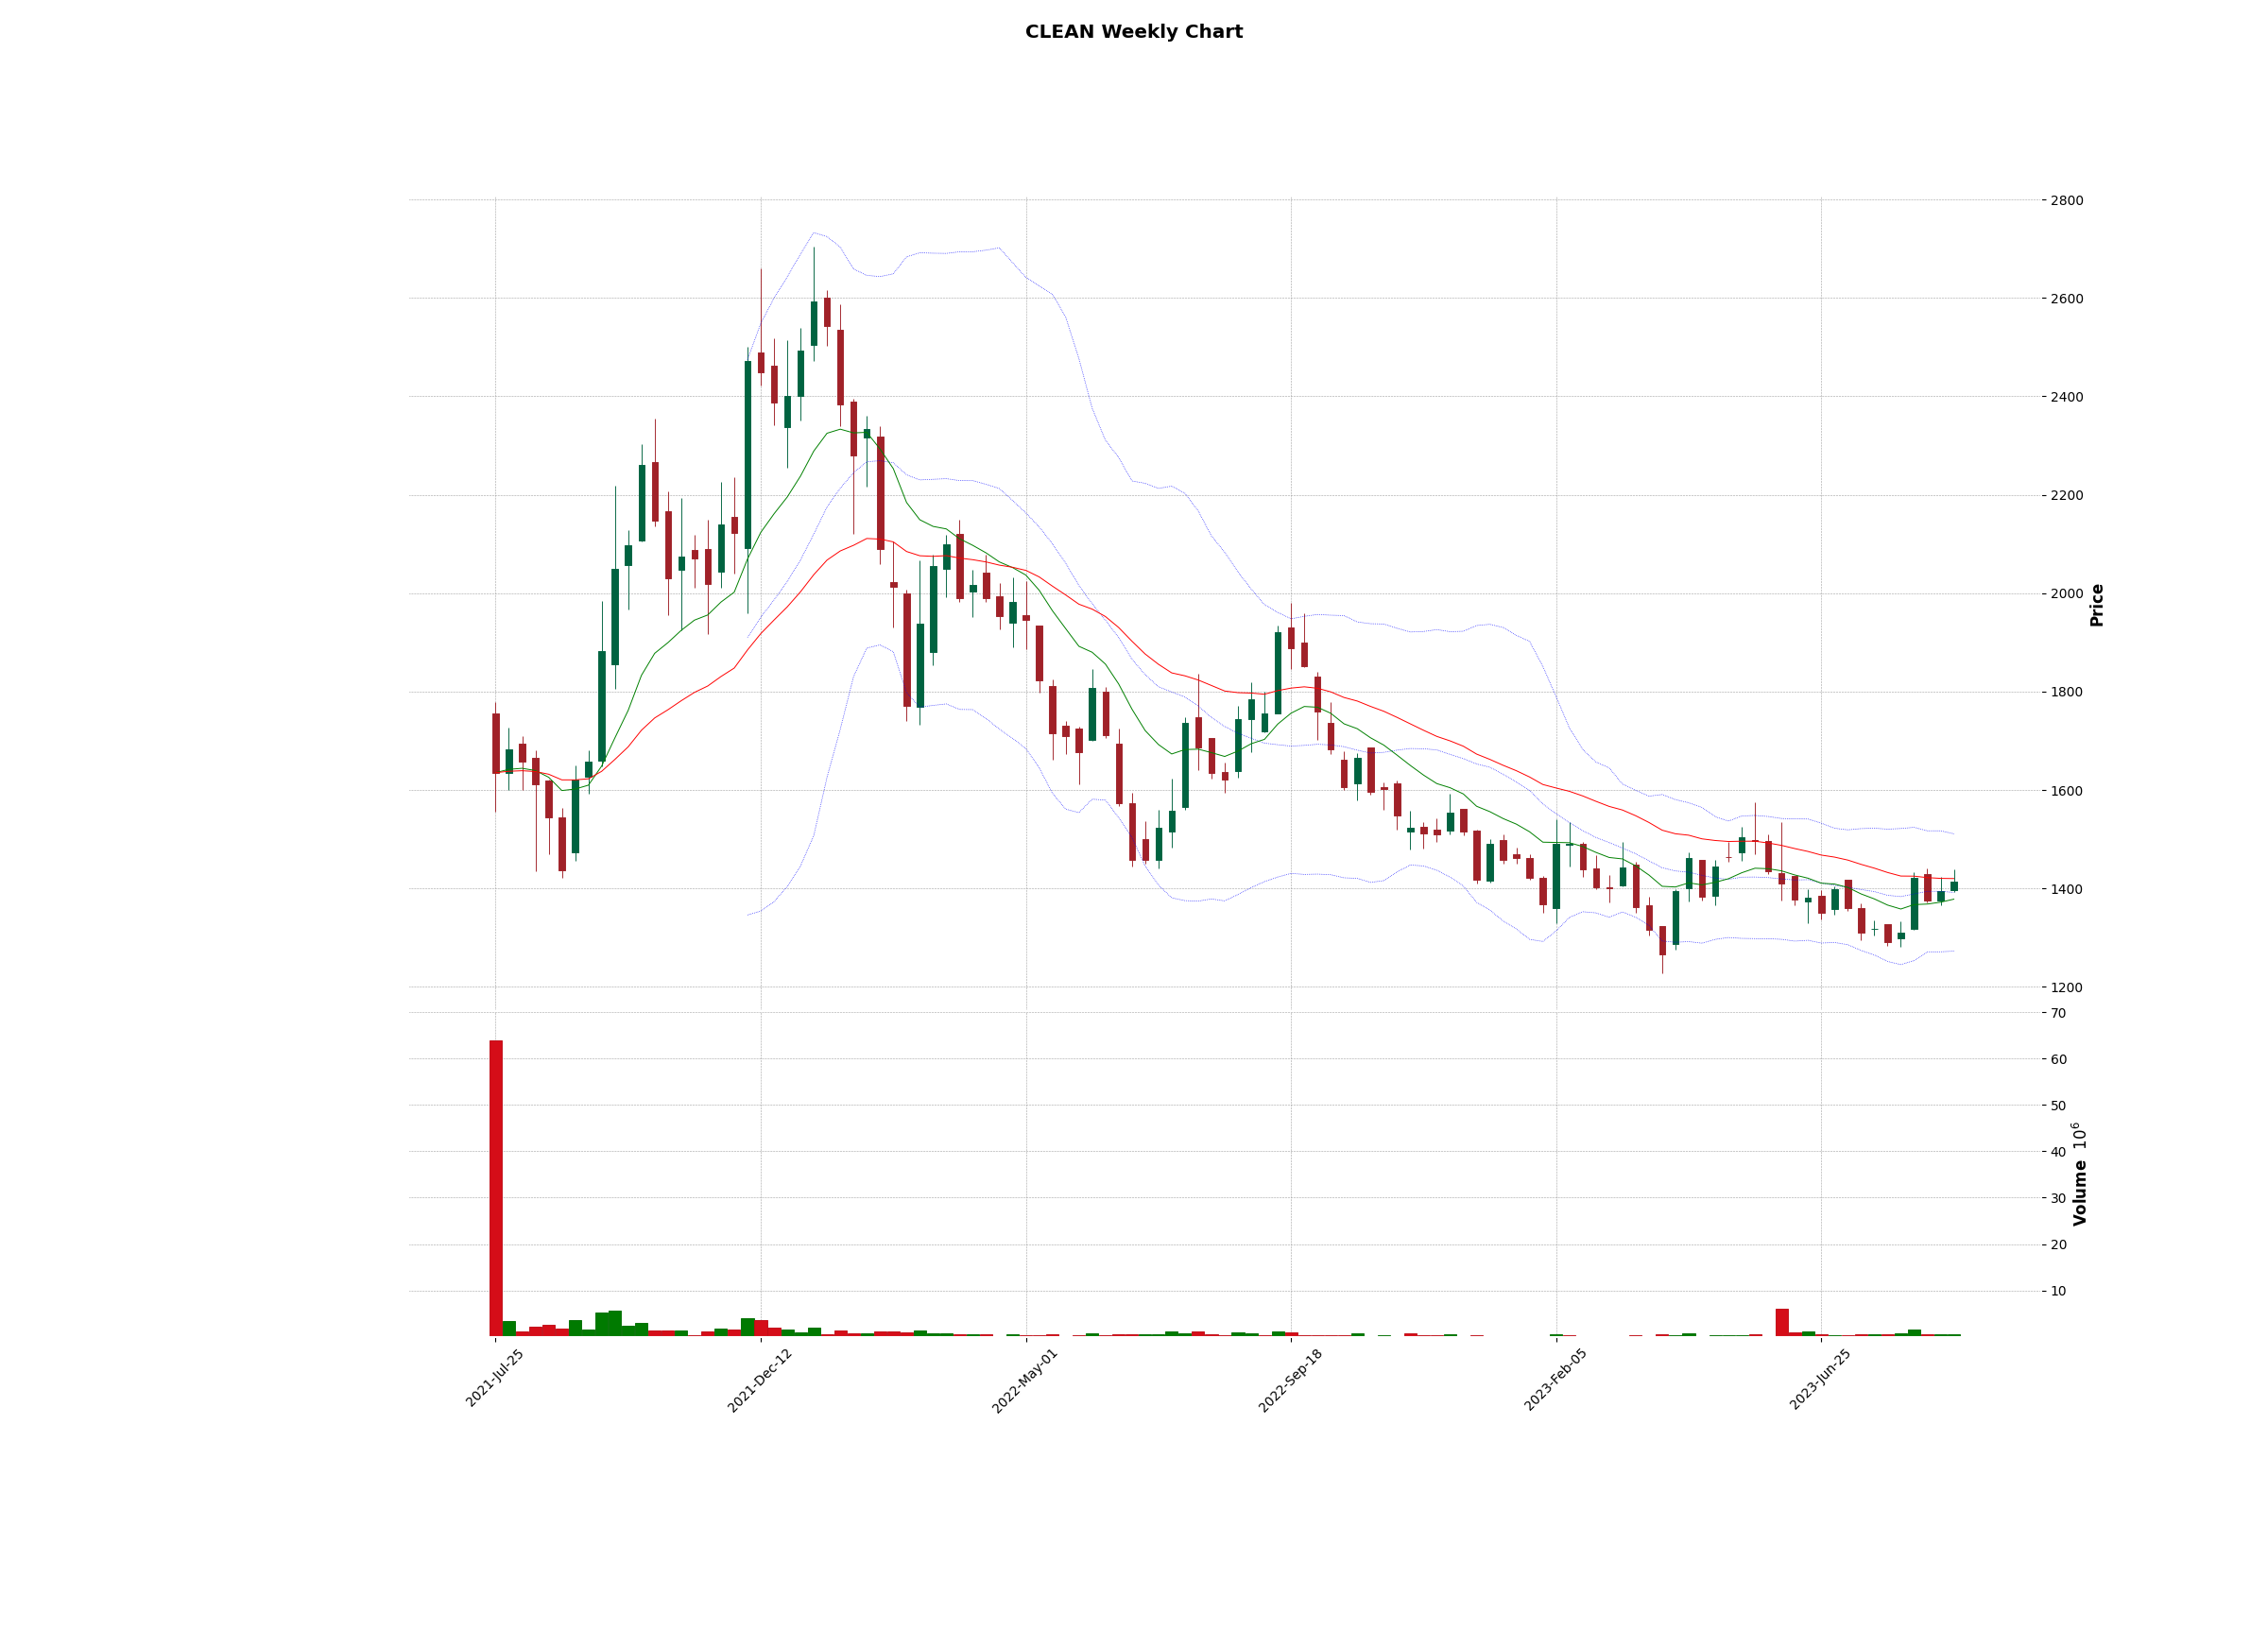 CLEAN Weekly Chart
2800
2600
2400
2200
2000
1800
1600
1400
1200
Price
70
60
50
40
30
20
10
Volume 10⁶
2021-Jul-25
2021-Dec-12
2022-May-01
2022-Sep-18
2023-Feb-05
2023-Jun-25